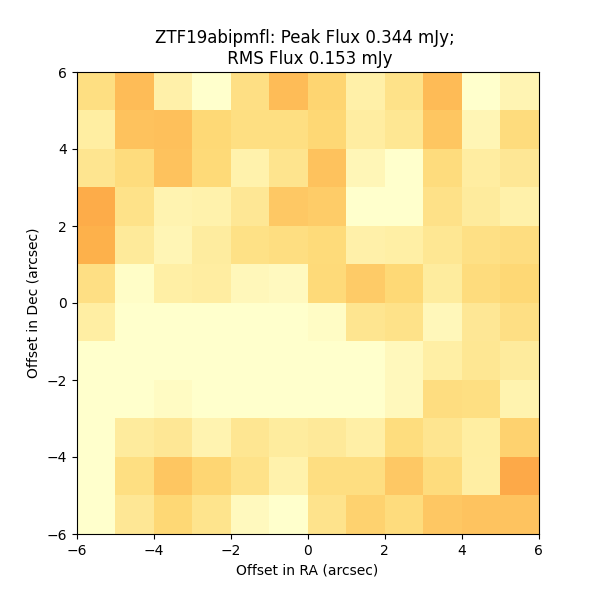 ZTF19abipmfl: Peak Flux 0.344 mJy;
RMS Flux 0.153 mJy
6
4
2
0
−2
−4
−6
Offset in Dec (arcsec)
−6 −4 −2 0 2 4 6
Offset in RA (arcsec)